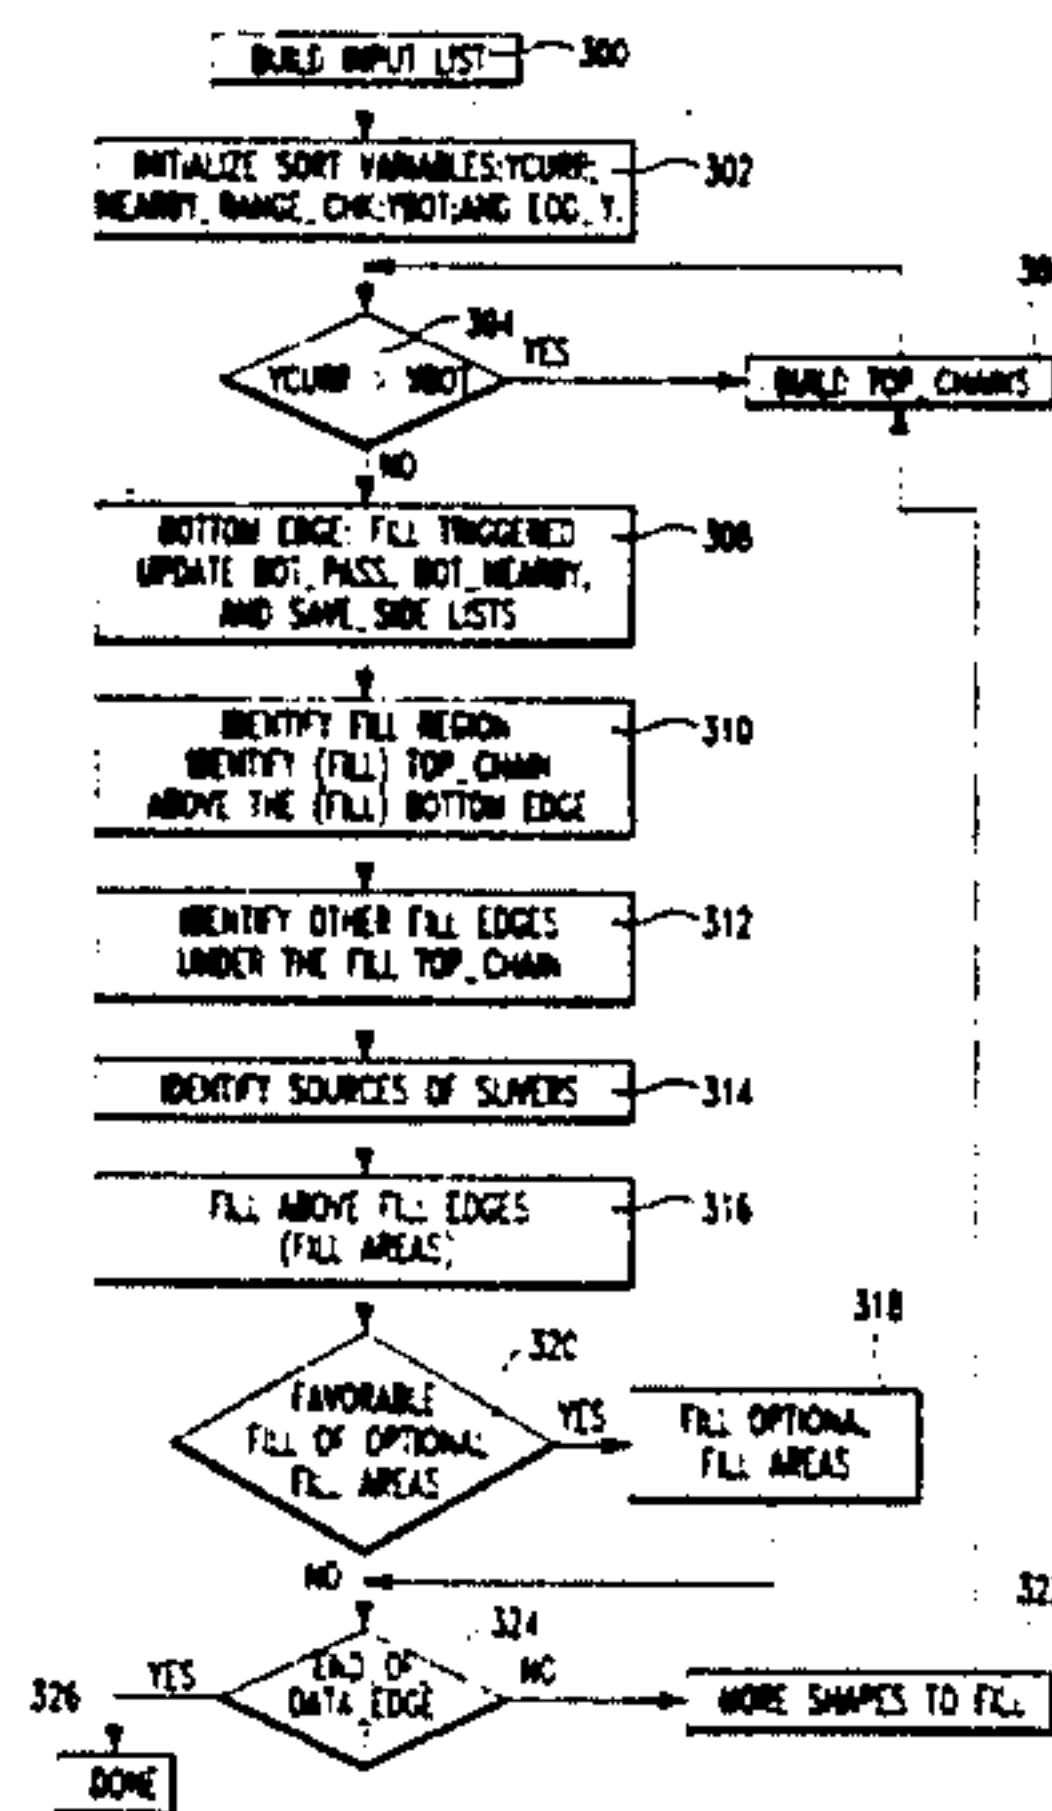 BUILD INPUT LIST 300
INITIALIZE SORT VARIABLES:YCURR; 302
NEARBY_RANGE_CHK;YBOT;AND EOD_Y.
304
YCURR > YBOT YES
BUILD TOP_CHAINS
NO
BOTTOM EDGE: FILL TRIGGERED 308
UPDATE BOT_PASS, BOT_NEARBY,
AND SAVE_SIDE LISTS
IDENTIFY FILL REGION 310
IDENTIFY (FILL) TOP_CHAIN
ABOVE THE (FILL) BOTTOM EDGE
IDENTIFY OTHER FILL EDGES 312
UNDER THE FILL TOP_CHAIN
IDENTIFY SOURCES OF SLIVERS 314
FILL ABOVE FILL EDGES 316
(FILL AREAS)
318
320
FAVORABLE
FILL OF OPTIONAL
FILL AREAS
YES
FILL OPTIONAL
FILL AREAS
NO
324
END OF
DATA EDGE
YES
NO
326
MORE SHAPES TO FILL
DONE